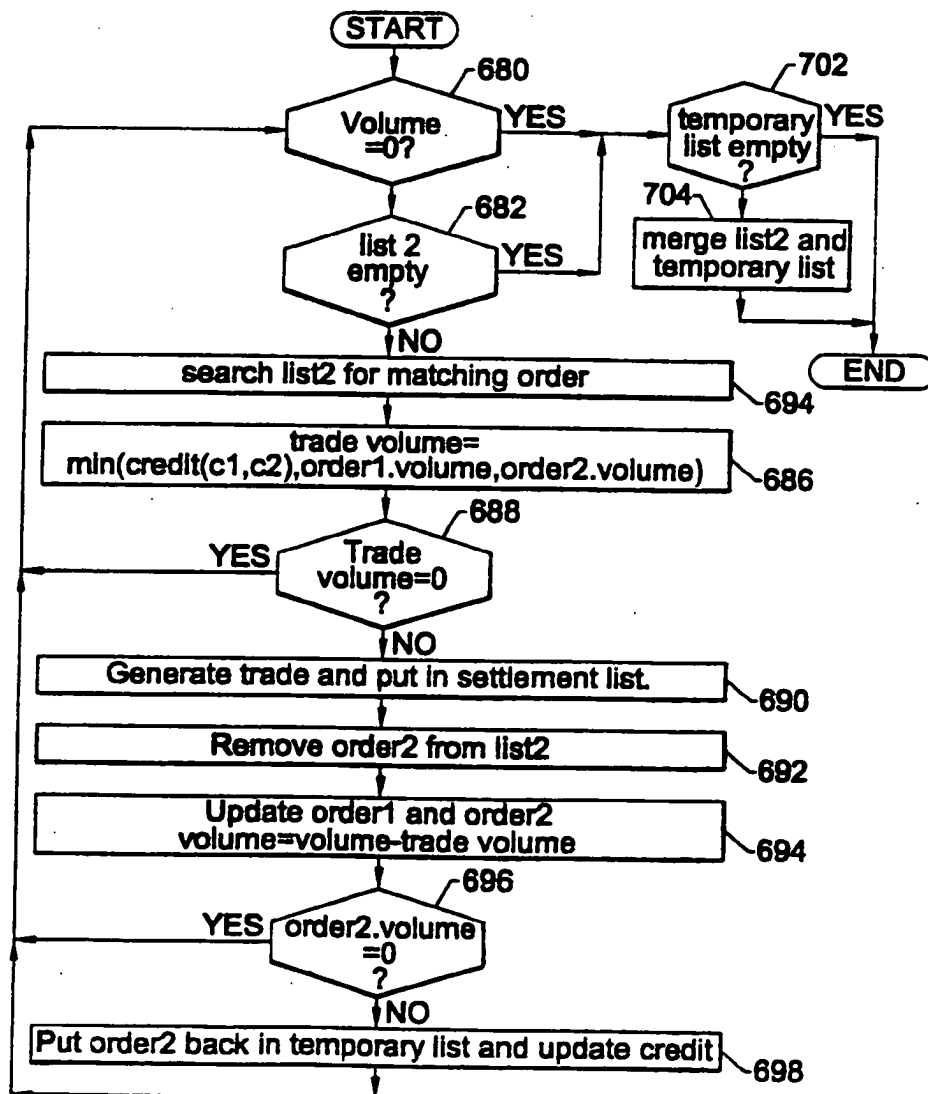 START
680
Volume
=0?
YES
702
temporary
list empty
?
YES
682
list 2
empty
?
YES
704
merge list2 and
temporary list
NO
END
search list2 for matching order
694
trade volume=
min(credit(c1,c2),order1.volume,order2.volume)
686
688
Trade
volume=0
?
YES
NO
Generate trade and put in settlement list.
690
Remove order2 from list2
692
Update order1 and order2
volume=volume-trade volume
694
696
order2.volume
=0
?
YES
NO
Put order2 back in temporary list and update credit
698